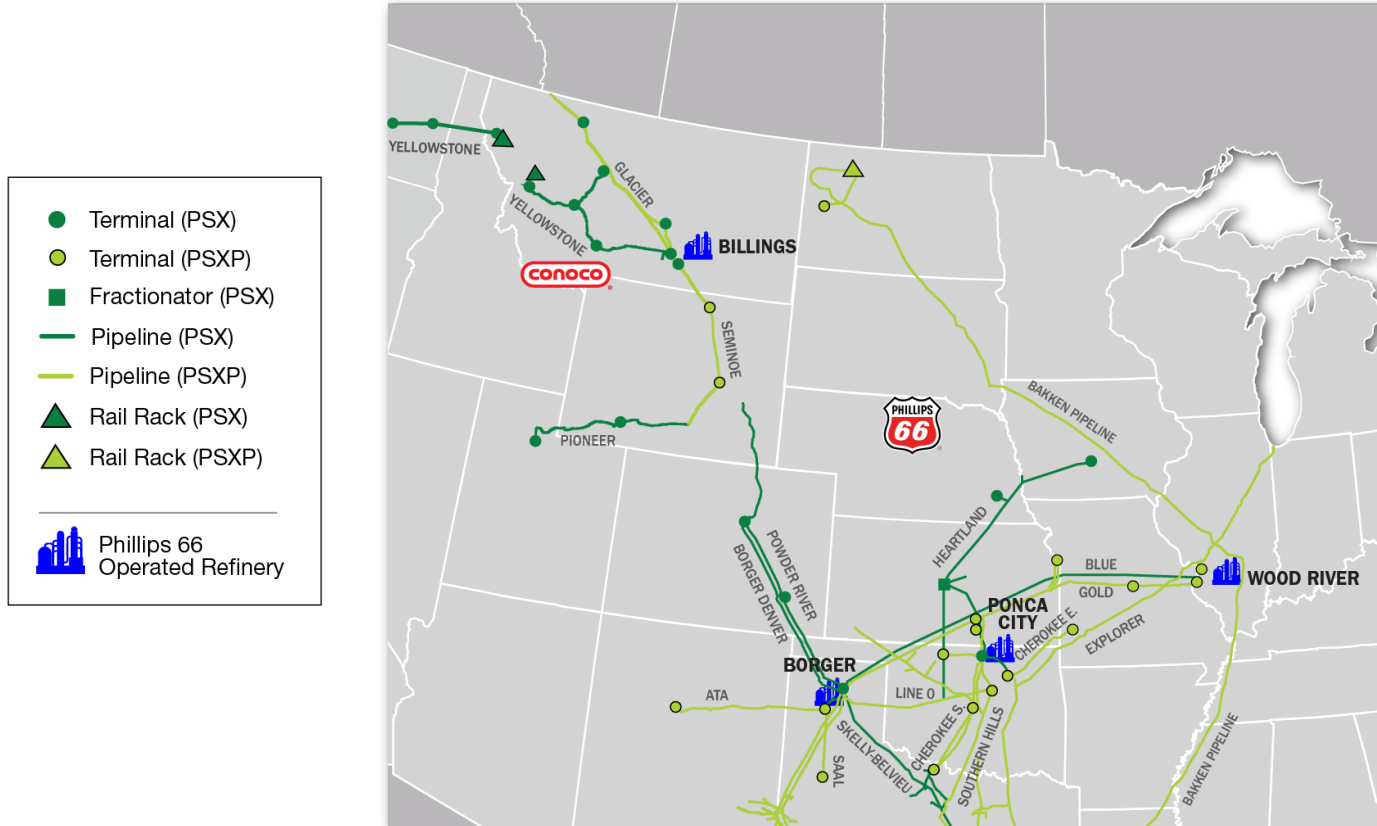 Terminal (PSX)
Terminal (PSXP)
Fractionator (PSX)
Pipeline (PSX)
Pipeline (PSXP)
Rail Rack (PSX)
Rail Rack (PSXP)
Phillips 66
Operated Refinery
YELLOWSTONE
GLACIER
YELLOWSTONE
BILLINGS
conoco
SEMINOE
PIONEER
PHILLIPS
66
BAKKEN PIPELINE
HEARTLAND
POWDER RIVER
BORGER DENVER
BLUE
GOLD
WOOD RIVER
PONCA
CITY
CHEROKEE E.
EXPLORER
BORGER
ATA
LINE O
SKELLY-BELVIEU
SAAL
CHEROKEE S.
SOUTHERN HILLS
BAKKEN PIPELINE